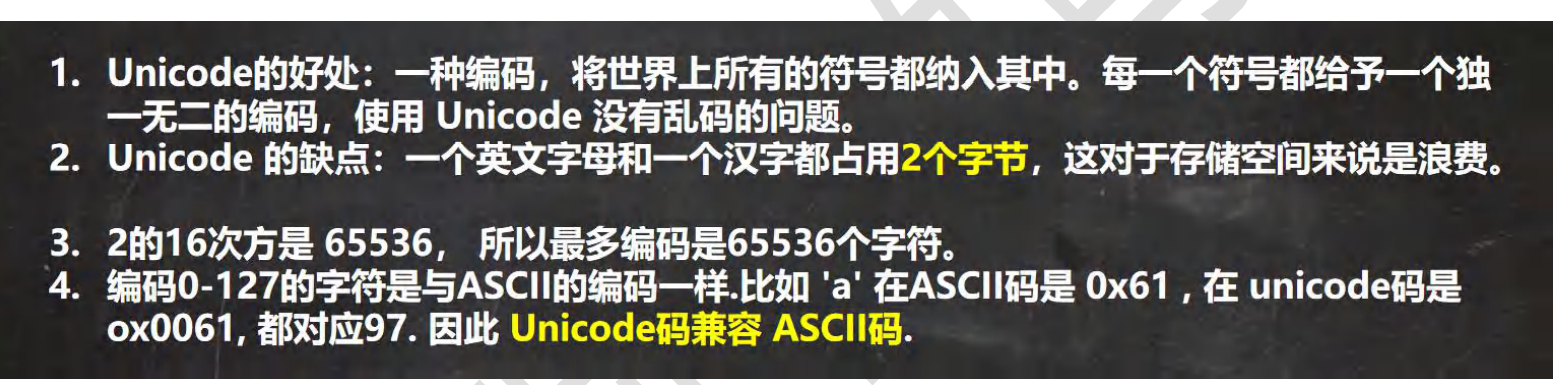 1. Unicode的好处：一种编码，将世界上所有的符号都纳入其中。每一个符号都给予一个独
一无二的编码，使用 Unicode 没有乱码的问题。
2. Unicode 的缺点：一个英文字母和一个汉字都占用2个字节，这对于存储空间来说是浪费。
3. 2的16次方是 65536， 所以最多编码是65536个字符。
4. 编码0-127的字符是与ASCII的编码一样.比如 'a' 在ASCII码是 0x61 , 在 unicode码是
ox0061, 都对应97. 因此 Unicode码兼容 ASCII码.